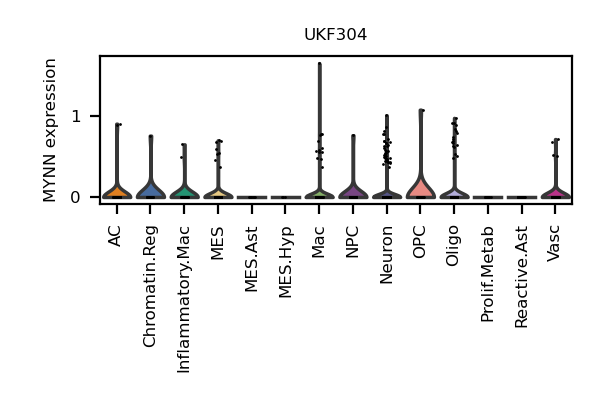 UKF304
MYNN expression
1
0
AC
Chromatin.Reg
Inflammatory.Mac
MES
MES.Ast
MES.Hyp
Mac
NPC
Neuron
OPC
Oligo
Prolif.Metab
Reactive.Ast
Vasc